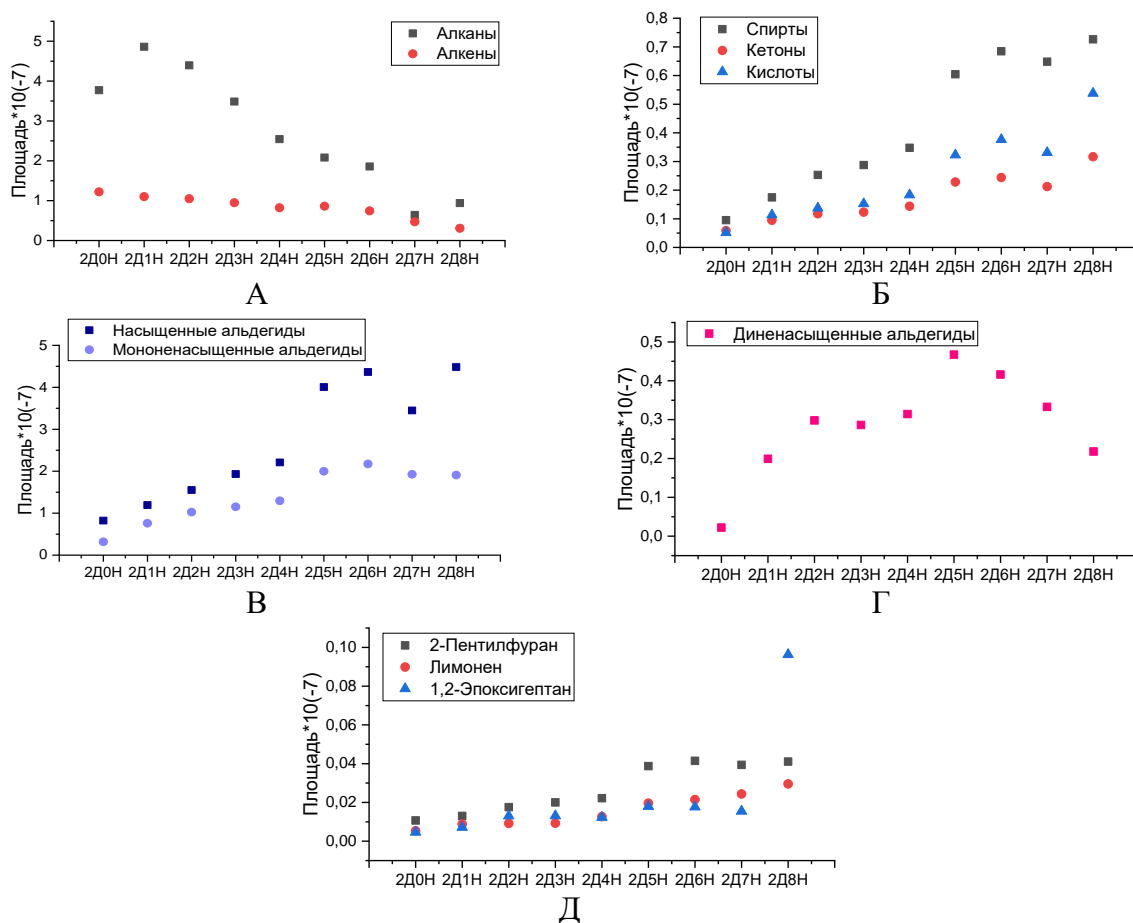 Площадь*10(-7)
5
4
3
2
1
0
Алканы
Алкены
2Д0Н 2Д1Н 2Д2Н 2Д3Н 2Д4Н 2Д5Н 2Д6Н 2Д7Н 2Д8Н
А
Площадь*10(-7)
0,8
0,7
0,6
0,5
0,4
0,3
0,2
0,1
0,0
Спирты
Кетоны
Кислоты
2Д0Н 2Д1Н 2Д2Н 2Д3Н 2Д4Н 2Д5Н 2Д6Н 2Д7Н 2Д8Н
Б
Насыщенные альдегиды
Мононенасыщенные альдегиды
Площадь*10(-7)
5
4
3
2
1
0
2Д0Н 2Д1Н 2Д2Н 2Д3Н 2Д4Н 2Д5Н 2Д6Н 2Д7Н 2Д8Н
В
Диненасыщенные альдегиды
Площадь*10(-7)
0,5
0,4
0,3
0,2
0,1
0,0
2Д0Н 2Д1Н 2Д2Н 2Д3Н 2Д4Н 2Д5Н 2Д6Н 2Д7Н 2Д8Н
Г
2-Пентилфуран
Лимонен
1,2-Эпоксигептан
Площадь*10(-7)
0,10
0,08
0,06
0,04
0,02
0,00
2Д0Н 2Д1Н 2Д2Н 2Д3Н 2Д4Н 2Д5Н 2Д6Н 2Д7Н 2Д8Н
Д